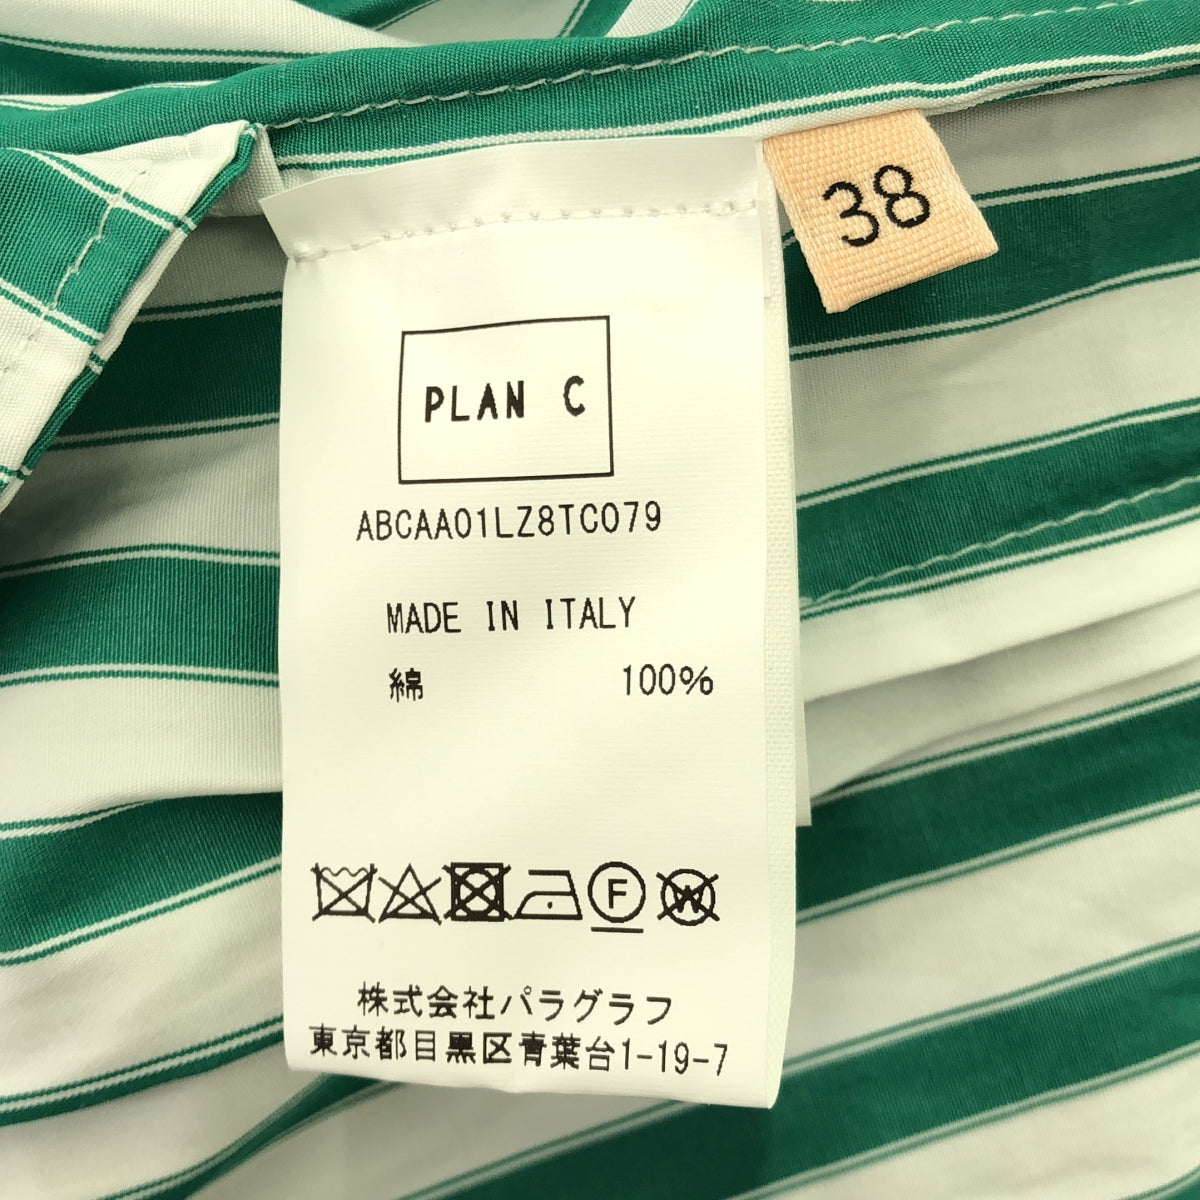 38
PLAN C
ABCAA01LZ8TC079
MADE IN ITALY
綿 100%
F W
株式会社パラグラフ
東京都目黒区青葉台1-19-7